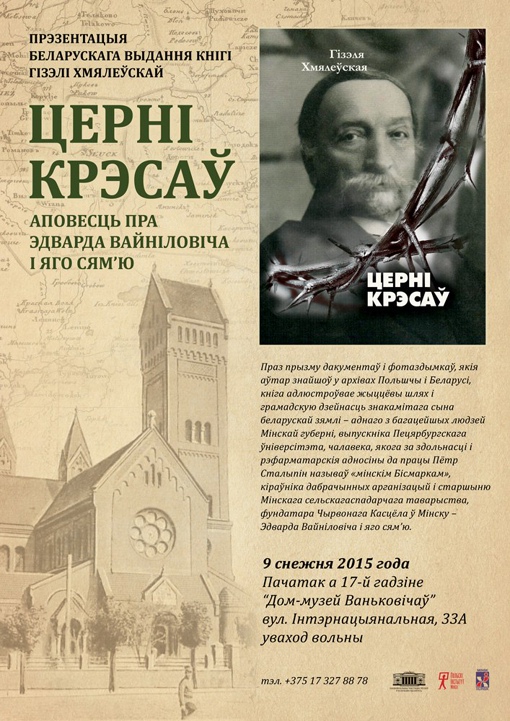 ПРЭЗЕНТАЦЫЯ
БЕЛАРУСКАГА ВЫДАННЯ КНІГІ
ГІЗЭЛІ ХМЯЛЕЎСКАЙ
ЦЕРНІ
КРЭСАЎ
АПОВЕСЦЬ ПРА
ЭДВАРДА ВАЙНІЛОВІЧА
І ЯГО СЯМ'Ю
Гізэля
Хмялеўская
ЦЕРНІ
КРЭСАЎ
Праз прызму дакументаў і фотаздымкаў, якія
аўтар знайшоў у архівах Польшчы і Беларусі,
кніга адлюстроўвае жыццёвы шлях і
грамадскую дзейнасць знакамітага сына
беларускай зямлі – аднаго з багацейшых людзей
Мінскай губерні, выпускніка Пецярбургскага
ўніверсітэта, чалавека, якога за здольнасці і
рэфарматарскія адносіны да працы Пётр
Сталыпін называў «мінскім Бісмаркам»,
кіраўніка дабрачынных арганізацый і старшыню
Мінскага сельскагаспадарчага таварыства,
фундатара Чырвонага Касцёла ў Мінску –
Эдварда Вайніловіча і яго сям'ю.
9 снежня 2015 года
Пачатак а 17-й гадзіне
"Дом-музей Ваньковічаў"
вул. Інтэрнацыянальная, 33А
уваход вольны
тэл. +375 17 327 88 78